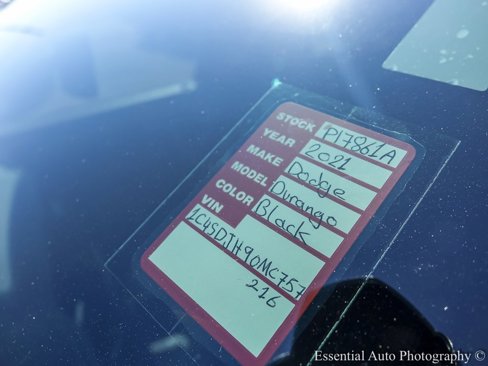 STOCK P17861A
YEAR 2021
MAKE Dodge
MODEL Durango
COLOR Black
VIN
1C4SDJH90MC757
216
Essential Auto Photography ©